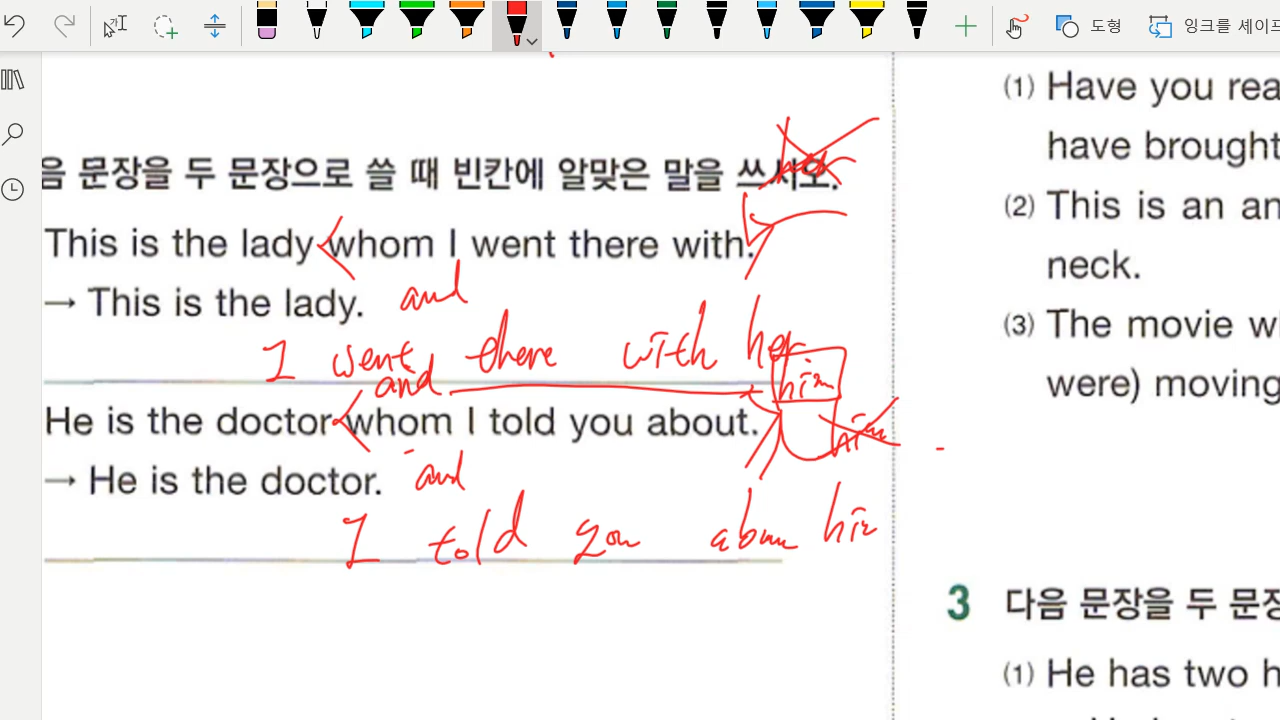 도형
잉크를 셰이프
음 문장을 두 문장으로 쓸 때 빈칸에 알맞은 말을 쓰시오.
This is the lady whom I went there with.
→ This is the lady. and
I went there with her
and him
He is the doctor whom I told you about. him
→ He is the doctor. and
I told you abou him
(1) Have you rea
have brought
(2) This is an an
neck.
(3) The movie w
were) moving
3 다음 문장을 두 문장
(1) He has two h